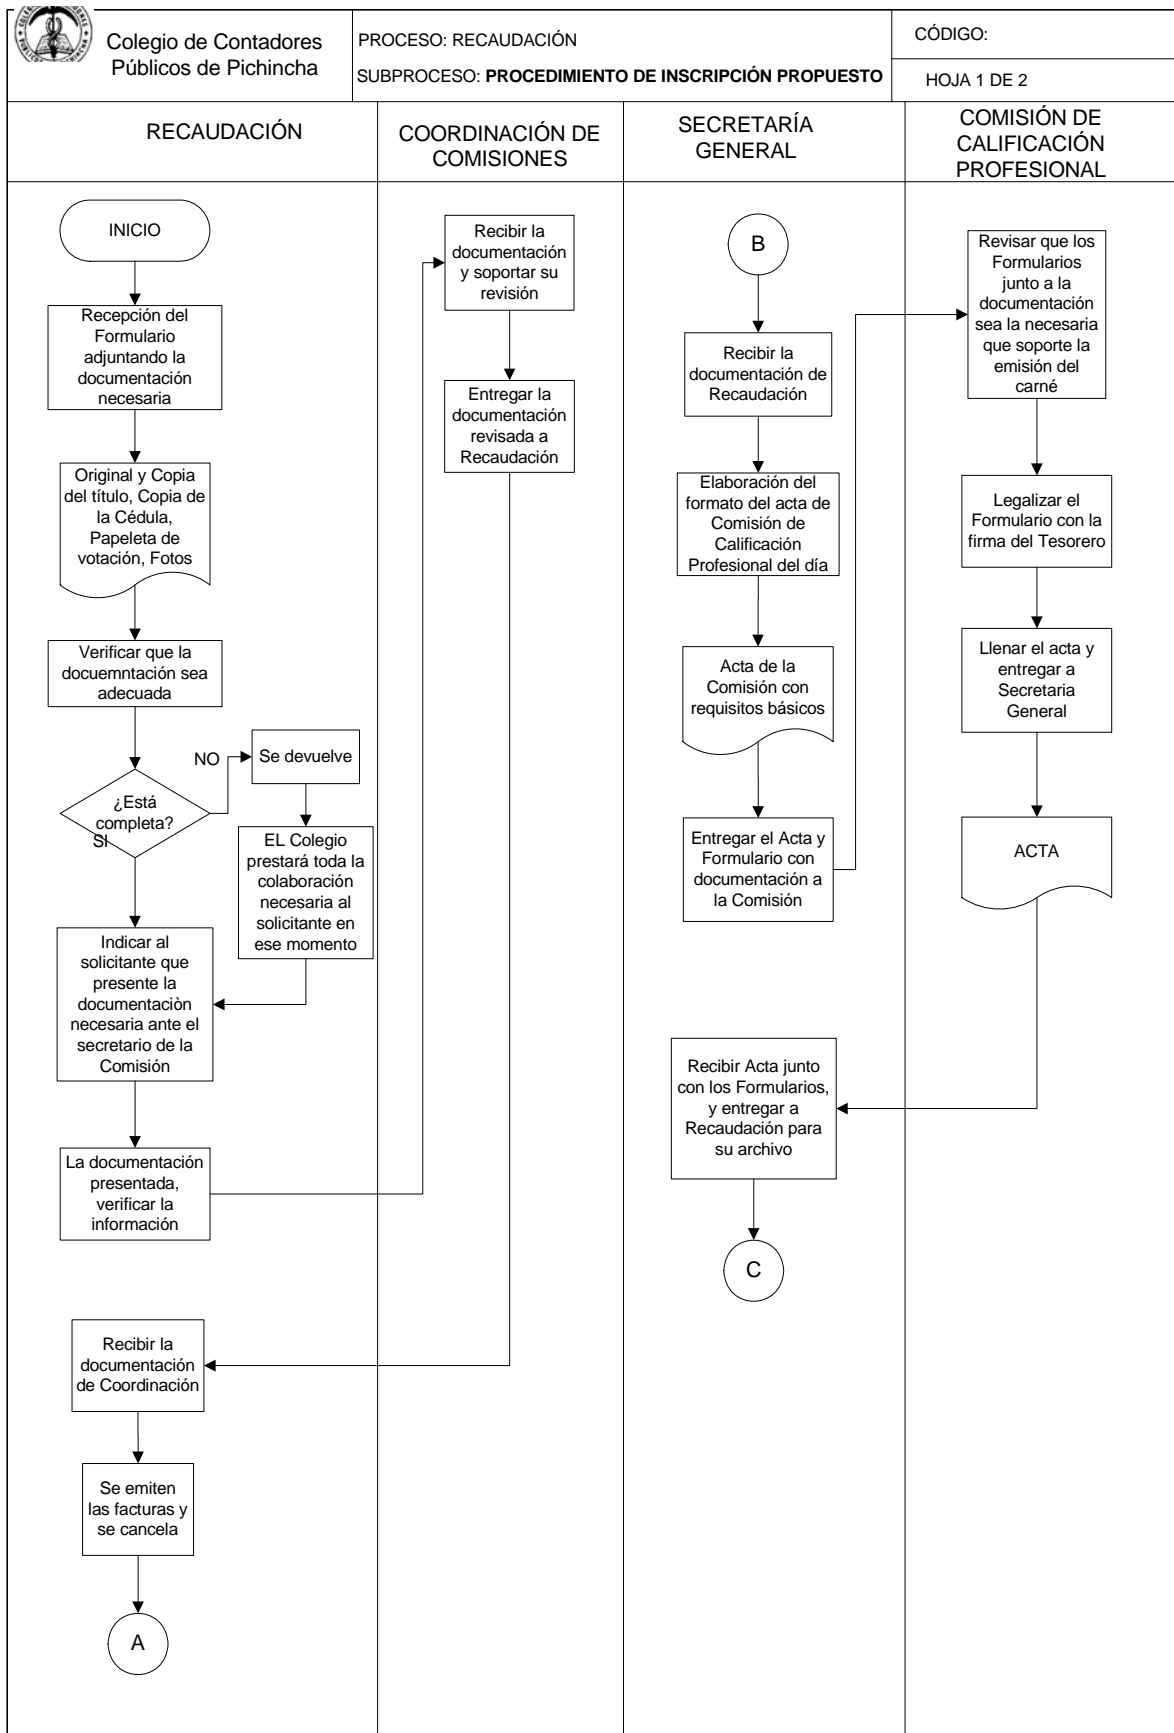 Colegio de Contadores
Públicos de Pichincha
PROCESO: RECAUDACIÓN
SUBPROCESO: PROCEDIMIENTO DE INSCRIPCIÓN PROPUESTO
CÓDIGO:
HOJA 1 DE 2
RECAUDACIÓN
COORDINACIÓN DE
COMISIONES
SECRETARÍA
GENERAL
COMISIÓN DE
CALIFICACIÓN
PROFESIONAL
INICIO
Recepción del
Formulario
adjuntando la
documentación
necesaria
Original y Copia
del título, Copia de
la Cédula,
Papeleta de
votación, Fotos
Verificar que la
docuemntación sea
adecuada
¿Está
completa?
SI
NO
Se devuelve
EL Colegio
prestará toda la
colaboración
necesaria al
solicitante en
ese momento
Indicar al
solicitante que
presente la
documentaciòn
necesaria ante el
secretario de la
Comisión
La documentación
presentada,
verificar la
información
Recibir la
documentación
de Coordinación
Se emiten
las facturas y
se cancela
A
Recibir la
documentación
y soportar su
revisión
Entregar la
documentación
revisada a
Recaudación
B
Recibir la
documentación de
Recaudación
Elaboración del
formato del acta de
Comisión de
Calificación
Profesional del día
Acta de la
Comisión con
requisitos básicos
Entregar el Acta y
Formulario con
documentación a
la Comisión
Recibir Acta junto
con los Formularios,
y entregar a
Recaudación para
su archivo
C
Revisar que los
Formularios
junto a la
documentación
sea la necesaria
que soporte la
emisión del
carné
Legalizar el
Formulario con la
firma del Tesorero
Llenar el acta y
entregar a
Secretaria
General
ACTA